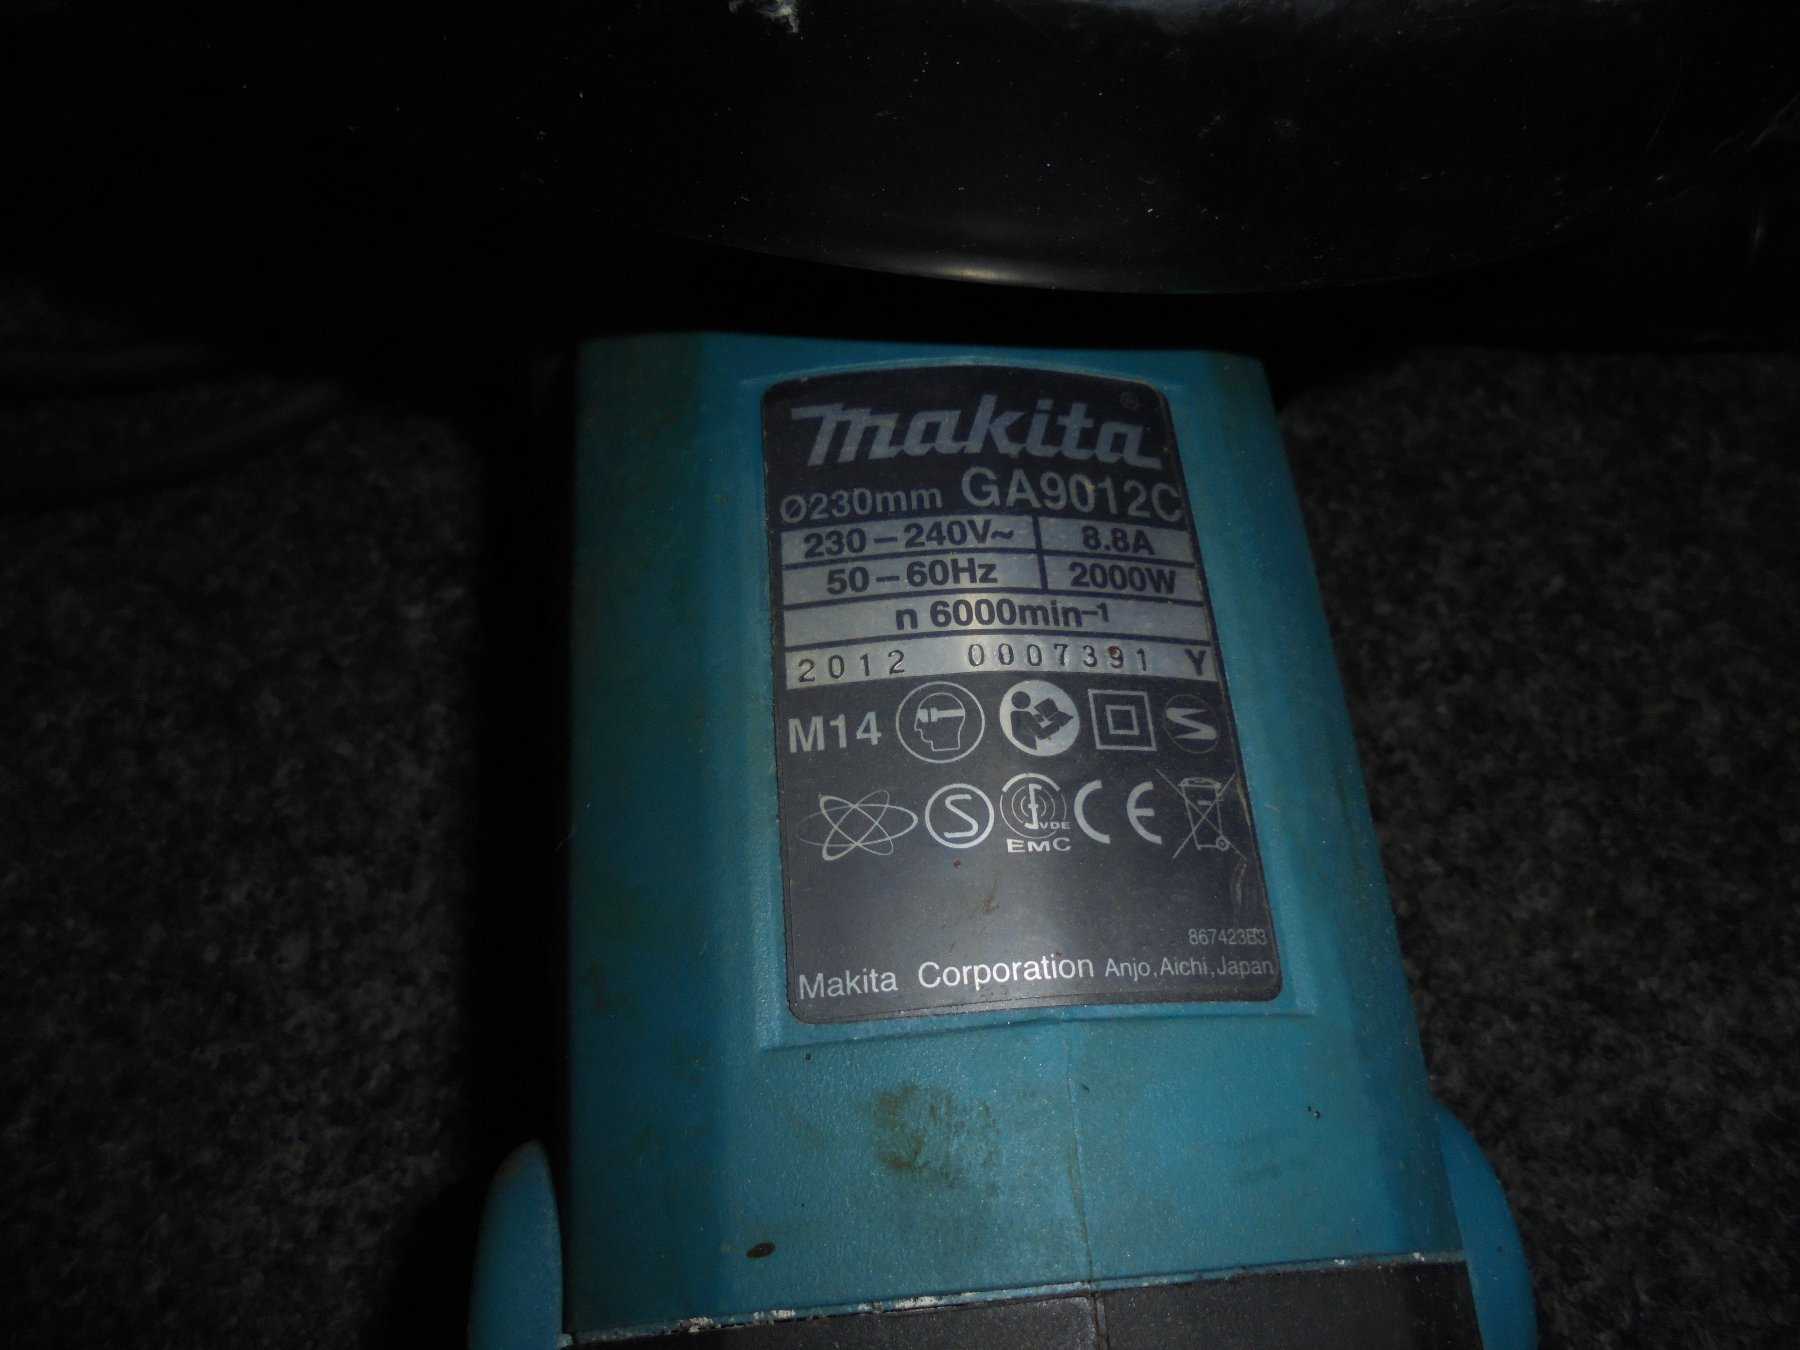 makita®
Ø230mm GA9012C
230–240V~ 8.8A
50–60Hz 2000W
n 6000min-1
2012 0007391 Y
M14
S
VDE
EMC
CE
867423B3
Makita Corporation Anjo,Aichi,Japan